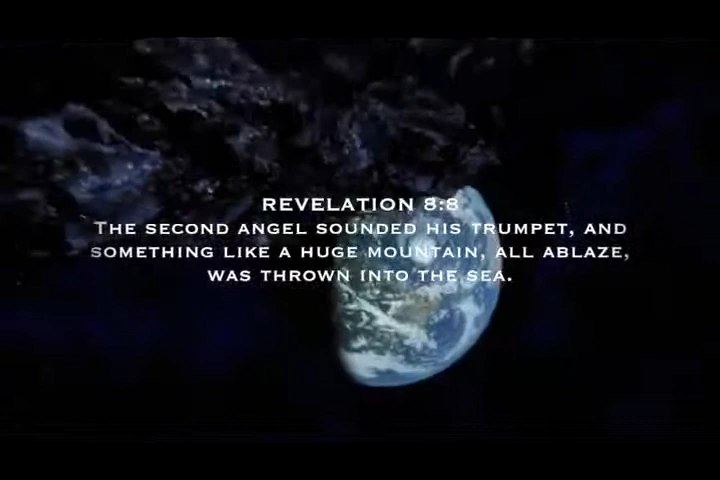 REVELATION 8:8
THE SECOND ANGEL SOUNDED HIS TRUMPET, AND
SOMETHING LIKE A HUGE MOUNTAIN, ALL ABLAZE,
WAS THROWN INTO THE SEA.